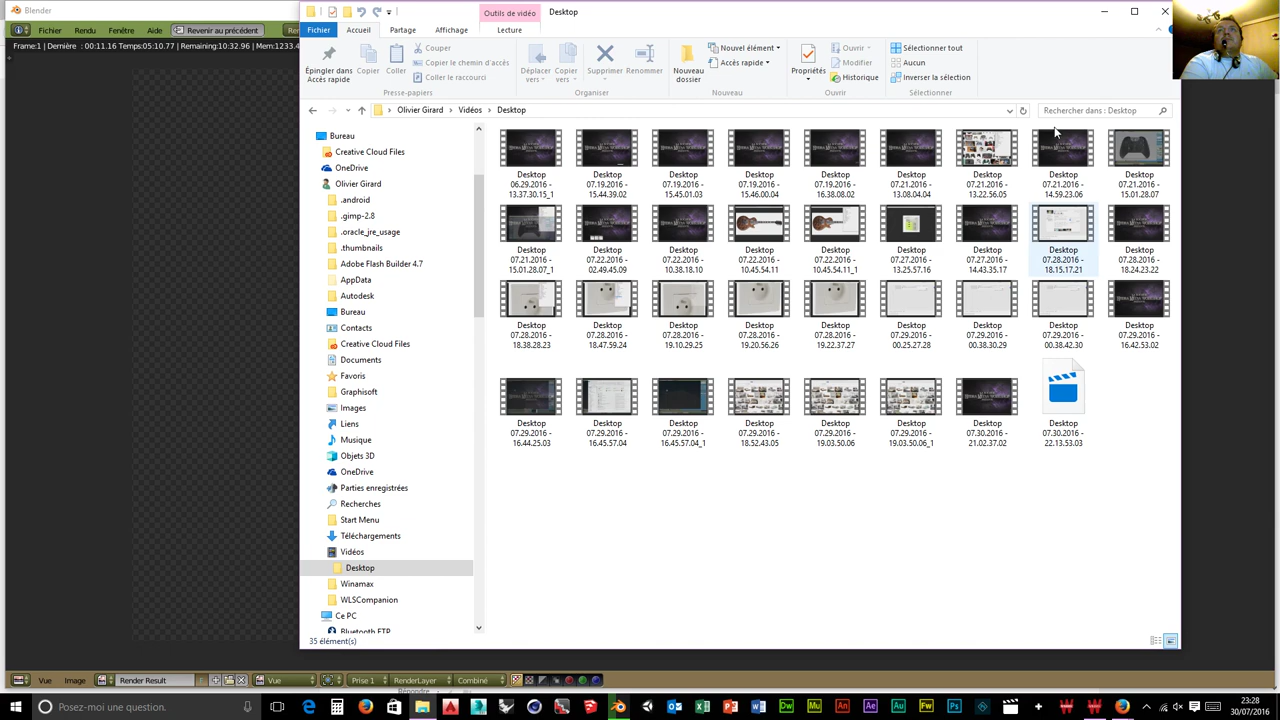 Blender
Fichier Rendu Fenêtre Aide Revenir au précédent
Frame:1 | Dernière : 00:11.16 Temps:05:10.77 | Remaining:10:32.96 | Mem:1233.4
Outils de vidéo Desktop
Fichier Accueil Partage Affichage Lecture
Épingler dans Accès rapide
Copier
Coller
Couper
Copier le chemin d'accès
Coller le raccourci
Presse-papiers
Déplacer vers
Copier vers
Supprimer
Renommer
Organiser
Nouveau dossier
Nouvel élément
Accès rapide
Nouveau
Propriétés
Ouvrir
Modifier
Historique
Ouvrir
Sélectionner tout
Aucun
Inverser la sélection
Sélectionner
Olivier Girard Vidéos Desktop
Rechercher dans : Desktop
Bureau
Creative Cloud Files
OneDrive
Olivier Girard
.android
.gimp-2.8
.oracle_jre_usage
.thumbnails
Adobe Flash Builder 4.7
AppData
Autodesk
Bureau
Contacts
Creative Cloud Files
Documents
Favoris
Graphisoft
Images
Liens
Musique
Objets 3D
OneDrive
Parties enregistrées
Recherches
Start Menu
Téléchargements
Vidéos
Desktop
Winamax
WLSCompanion
Ce PC
Bluetooth FTP
Desktop Desktop Desktop Desktop Desktop Desktop Desktop Desktop Desktop
06.29.2016 - 07.19.2016 - 07.19.2016 - 07.19.2016 - 07.19.2016 - 07.21.2016 - 07.21.2016 - 07.21.2016 - 07.21.2016 -
13.37.30.15_1 15.44.39.02 15.45.01.03 15.46.00.04 16.38.08.02 13.08.04.04 13.22.56.05 14.59.23.06 15.01.28.07
Desktop Desktop Desktop Desktop Desktop Desktop Desktop Desktop Desktop
07.21.2016 - 07.22.2016 - 07.22.2016 - 07.22.2016 - 07.22.2016 - 07.27.2016 - 07.27.2016 - 07.28.2016 - 07.28.2016 -
15.01.28.07_1 02.49.45.09 10.38.18.10 10.45.54.11 10.45.54.11_1 13.25.57.16 14.43.35.17 18.15.17.21 18.24.23.22
Desktop Desktop Desktop Desktop Desktop Desktop Desktop Desktop Desktop
07.28.2016 - 07.28.2016 - 07.28.2016 - 07.28.2016 - 07.28.2016 - 07.29.2016 - 07.29.2016 - 07.29.2016 - 07.29.2016 -
18.38.28.23 18.47.59.24 19.10.29.25 19.20.56.26 19.22.37.27 00.25.27.28 00.38.30.29 00.38.42.30 16.42.53.02
Desktop Desktop Desktop Desktop Desktop Desktop Desktop Desktop
07.29.2016 - 07.29.2016 - 07.29.2016 - 07.29.2016 - 07.29.2016 - 07.29.2016 - 07.30.2016 - 07.30.2016 -
16.44.25.03 16.45.57.04 16.45.57.04_1 18.52.43.05 19.03.50.06 19.03.50.06_1 21.02.37.02 22.13.53.03
35 élément(s)
Vue Image Render Result Vue Prise 1 RenderLayer Combiné
Répondre
Posez-moi une question.
Dw Mu An Ae Au Fw Ps
23:28
30/07/2016